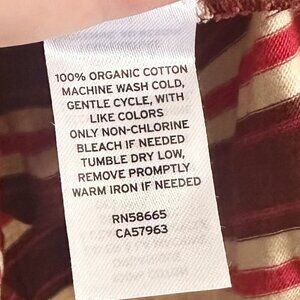 100% ORGANIC COTTON
MACHINE WASH COLD,
GENTLE CYCLE, WITH
LIKE COLORS
ONLY NON-CHLORINE
BLEACH IF NEEDED
TUMBLE DRY LOW,
REMOVE PROMPTLY
WARM IRON IF NEEDED
RN58665
CA57963